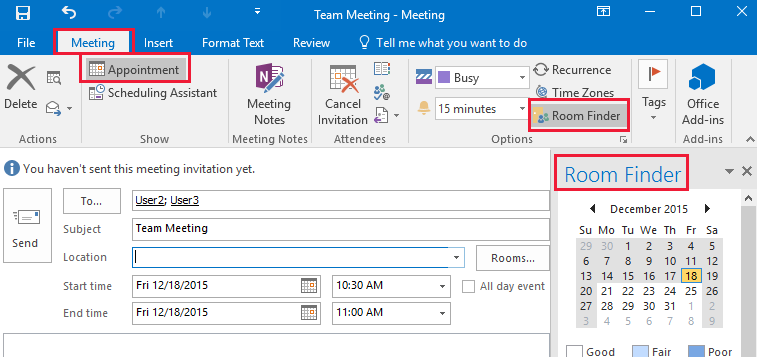 Team Meeting - Meeting
File Meeting Insert Format Text Review Tell me what you want to do
Delete
Appointment
Scheduling Assistant
Meeting Notes
Cancel Invitation
Busy
15 minutes
Recurrence
Time Zones
Room Finder
Tags
Office Add-ins
Actions Show Meeting Notes Attendees Options Add-ins
You haven't sent this meeting invitation yet.
Send
To... User2; User3
Subject Team Meeting
Location Rooms...
Start time Fri 12/18/2015 10:30 AM All day event
End time Fri 12/18/2015 11:00 AM
Room Finder
December 2015
Su Mo Tu We Th Fr Sa
29 30 1 2 3 4 5
6 7 8 9 10 11 12
13 14 15 16 17 18 19
20 21 22 23 24 25 26
27 28 29 30 31 1 2
3 4 5 6 7 8 9
Good Fair Poor